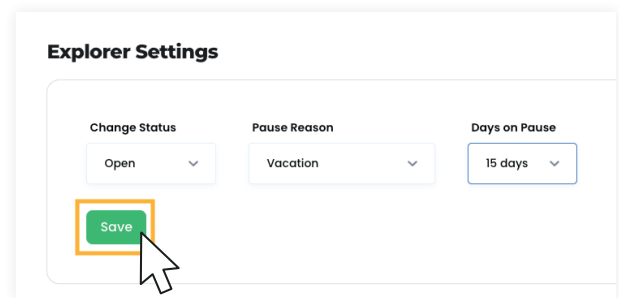 Explorer Settings
Change Status Pause Reason Days on Pause
Open Vacation 15 days
Save